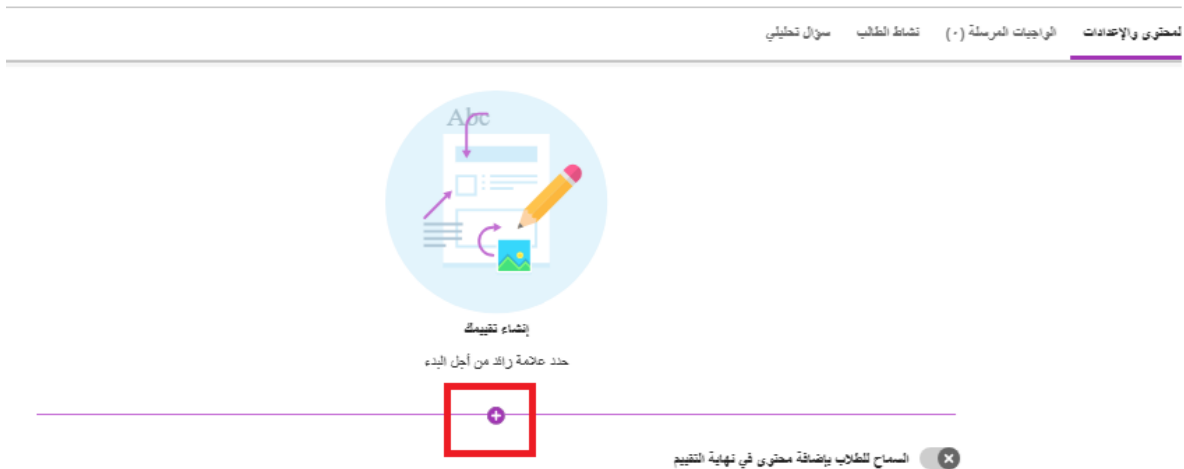 لمحتوى والإعدادات الواجبات المرسلة (٠) نشاط الطالب سؤال تحليلي
Abc
إنشاء تقييمك
حدد علامة زائد من أجل البدء
السماح للطلاب بإضافة محتوى في نهاية التقييم